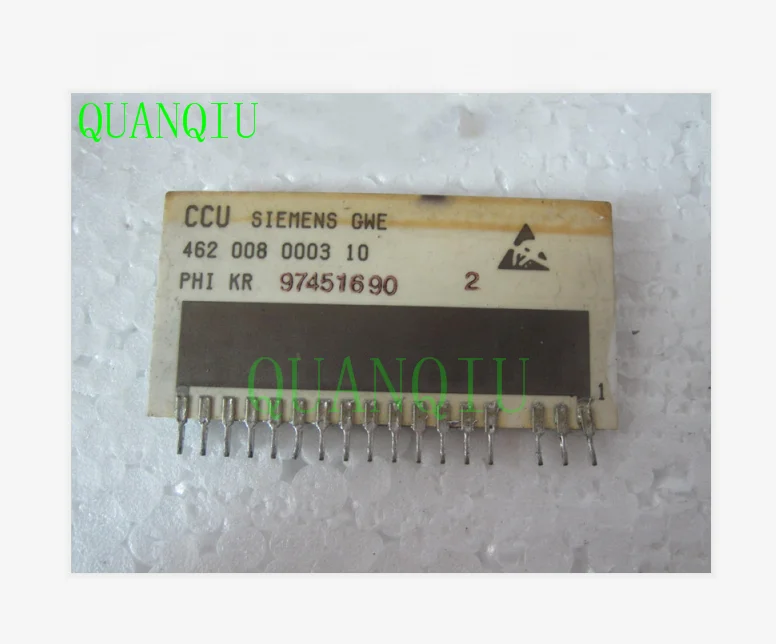 QUANQIU
CCU SIEMENS GWE
462 008 0003 10
PHI KR 97451690 2
QUANQIU
1